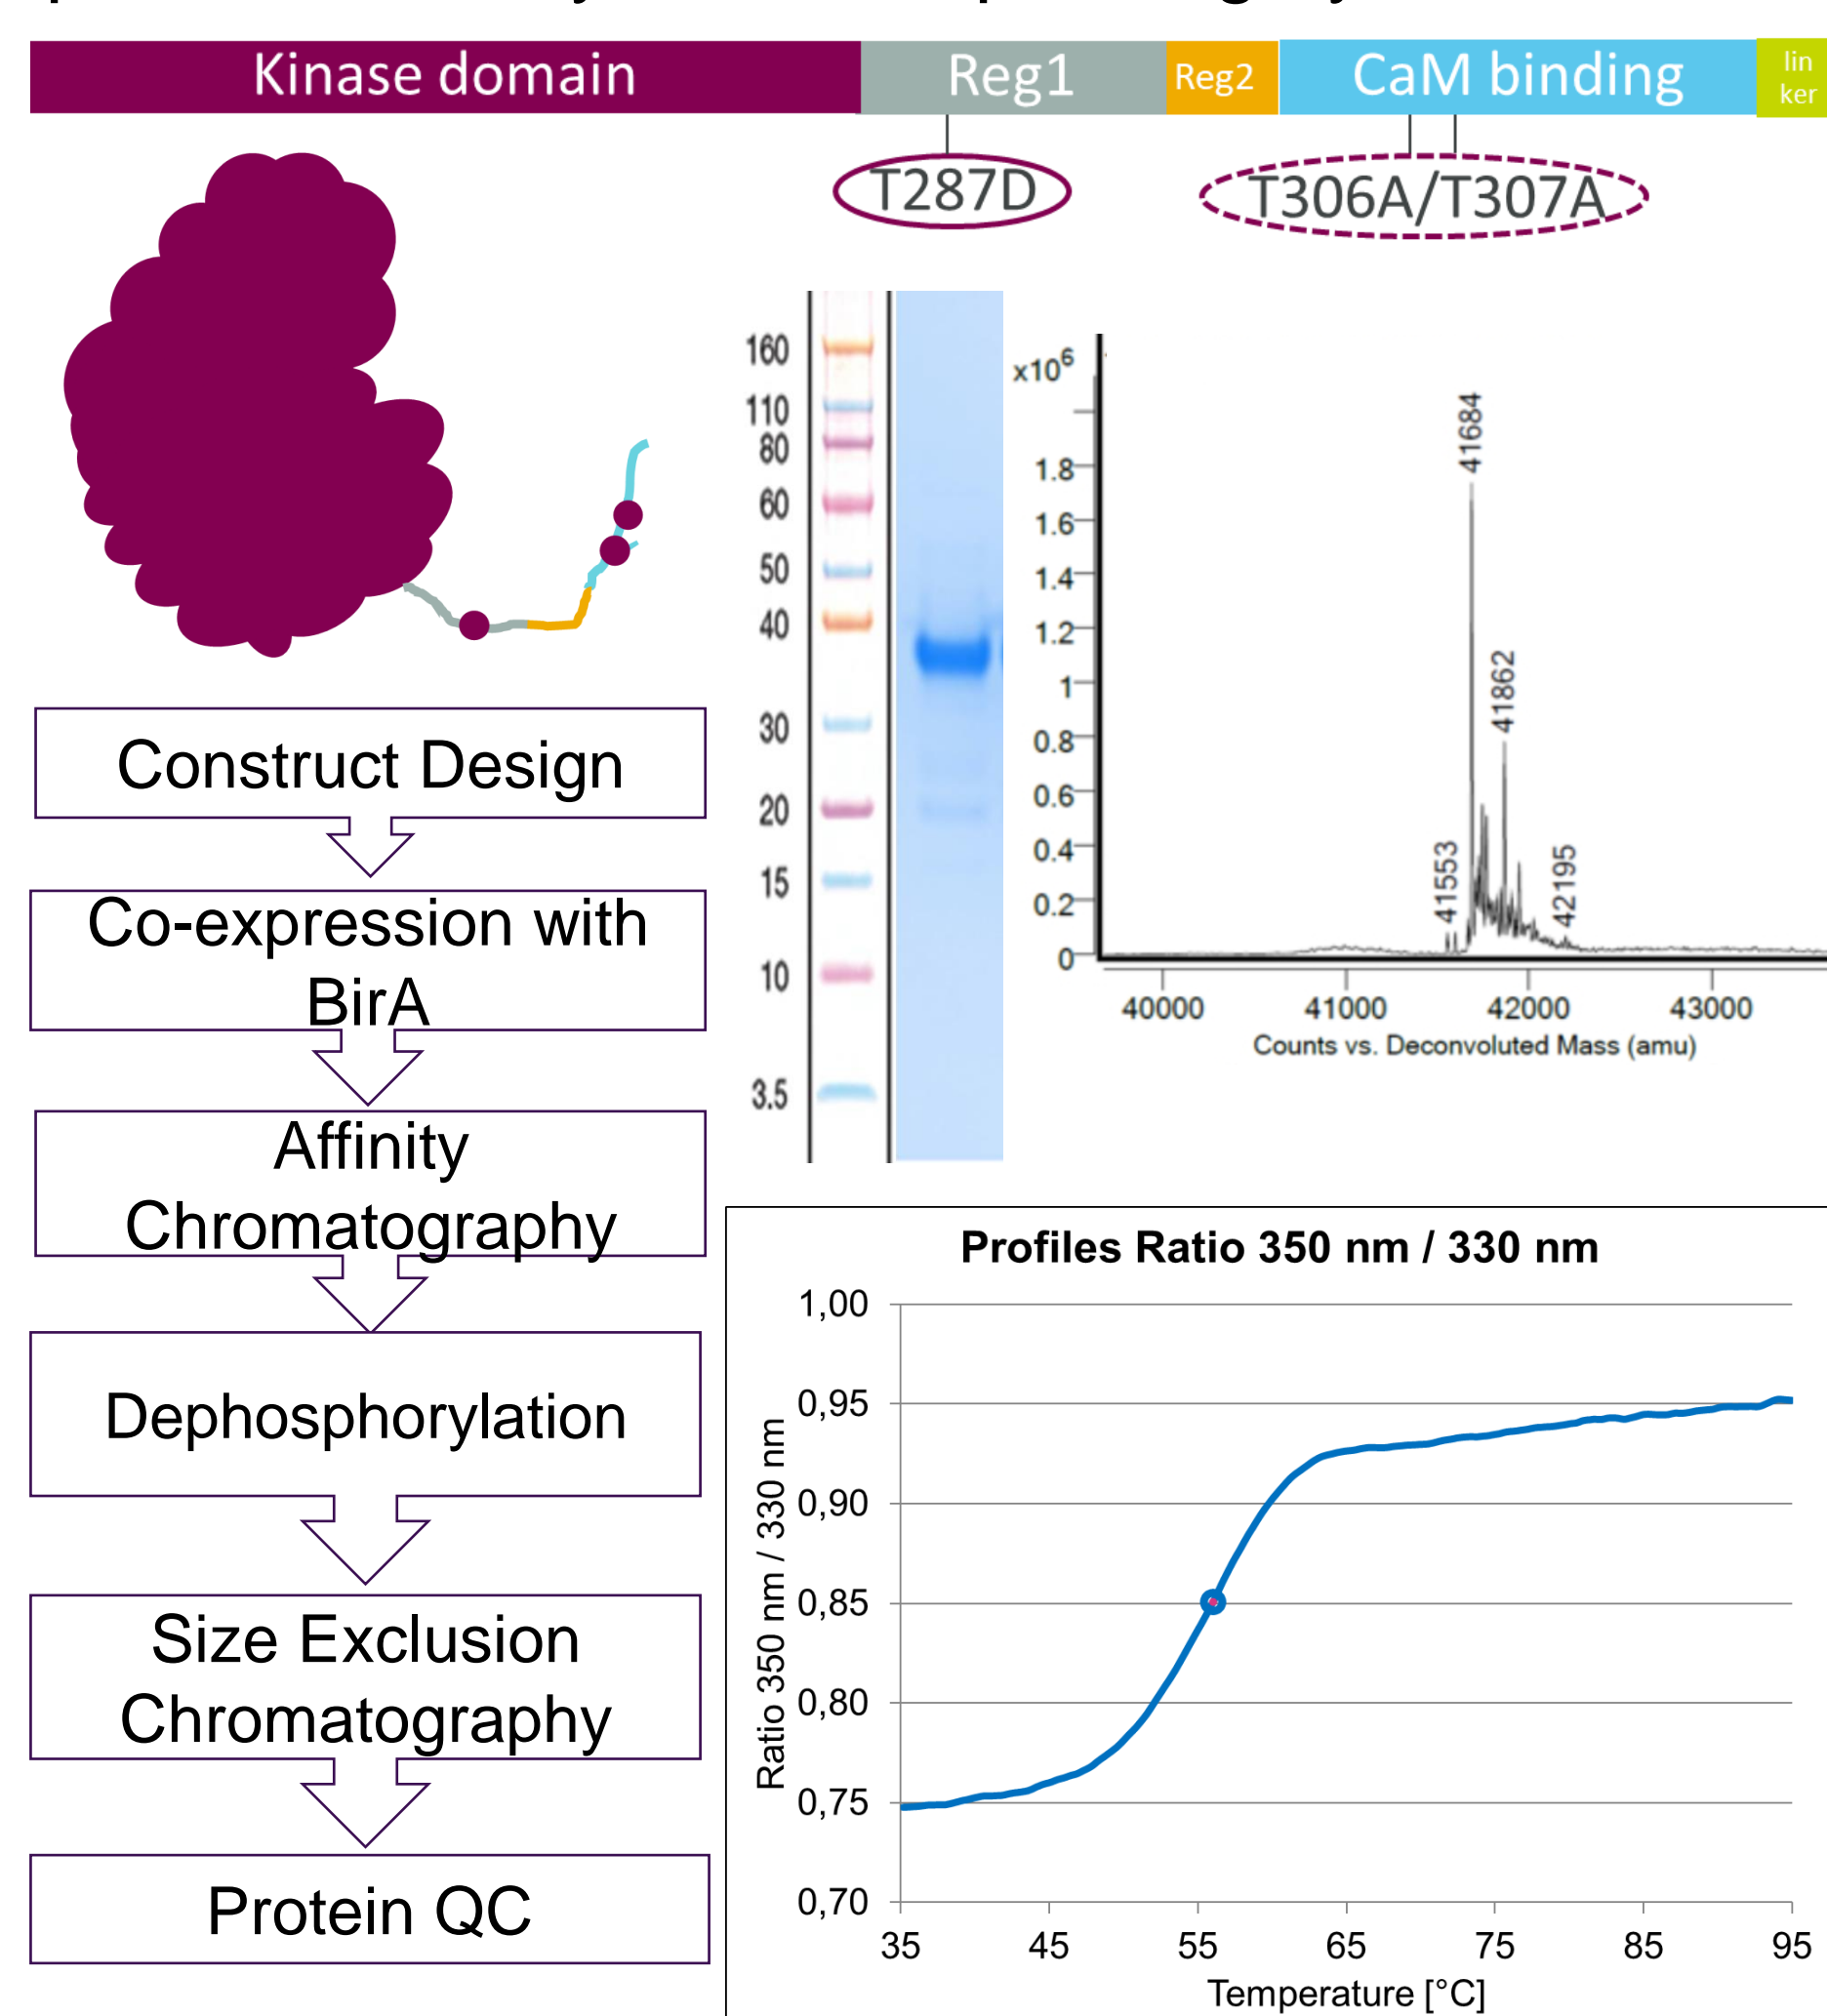 Kinase domain
Reg1
Reg2
CaM binding
lin
ker
T287D
T306A/T307A
160
110
80
60
50
40
30
20
15
10
3.5
x10⁶
1.8
1.6
1.4
1.2
1
0.8
0.6
0.4
0.2
0
41553
41684
41862
42195
40000
41000
42000
43000
Counts vs. Deconvoluted Mass (amu)
Construct Design
Co-expression with
BirA
Affinity
Chromatography
Dephosphorylation
Size Exclusion
Chromatography
Protein QC
Profiles Ratio 350 nm / 330 nm
Ratio 350 nm / 330 nm
1,00
0,95
0,90
0,85
0,80
0,75
0,70
35
45
55
65
75
85
95
Temperature [°C]